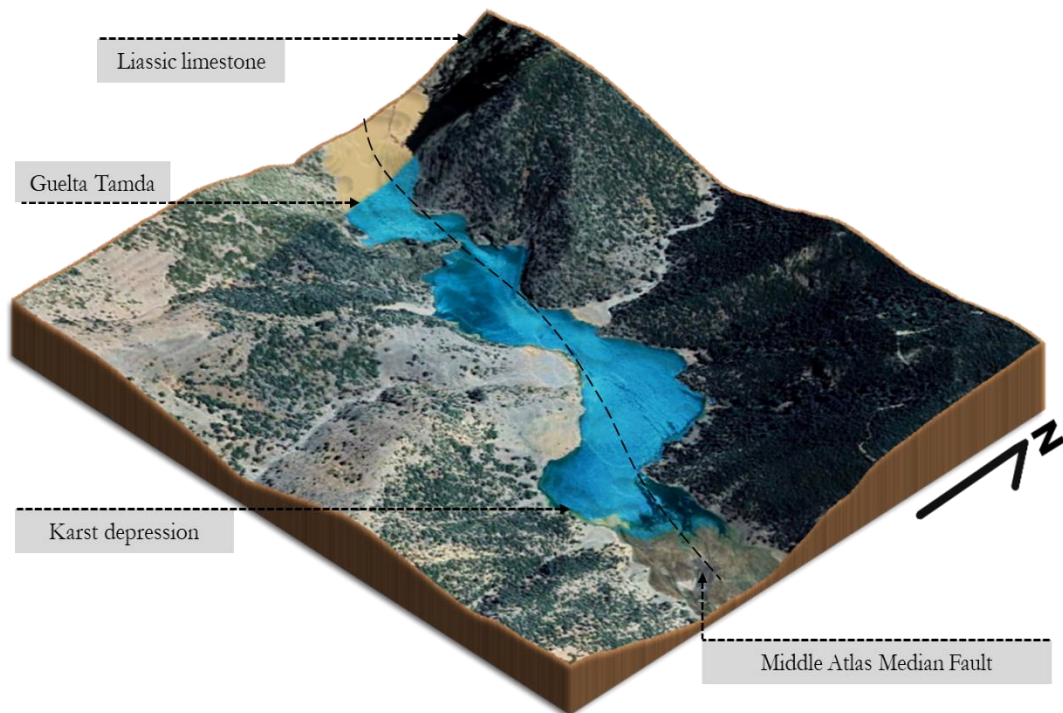 Liassic limestone
Guelta Tamda
N
Karst depression
Middle Atlas Median Fault